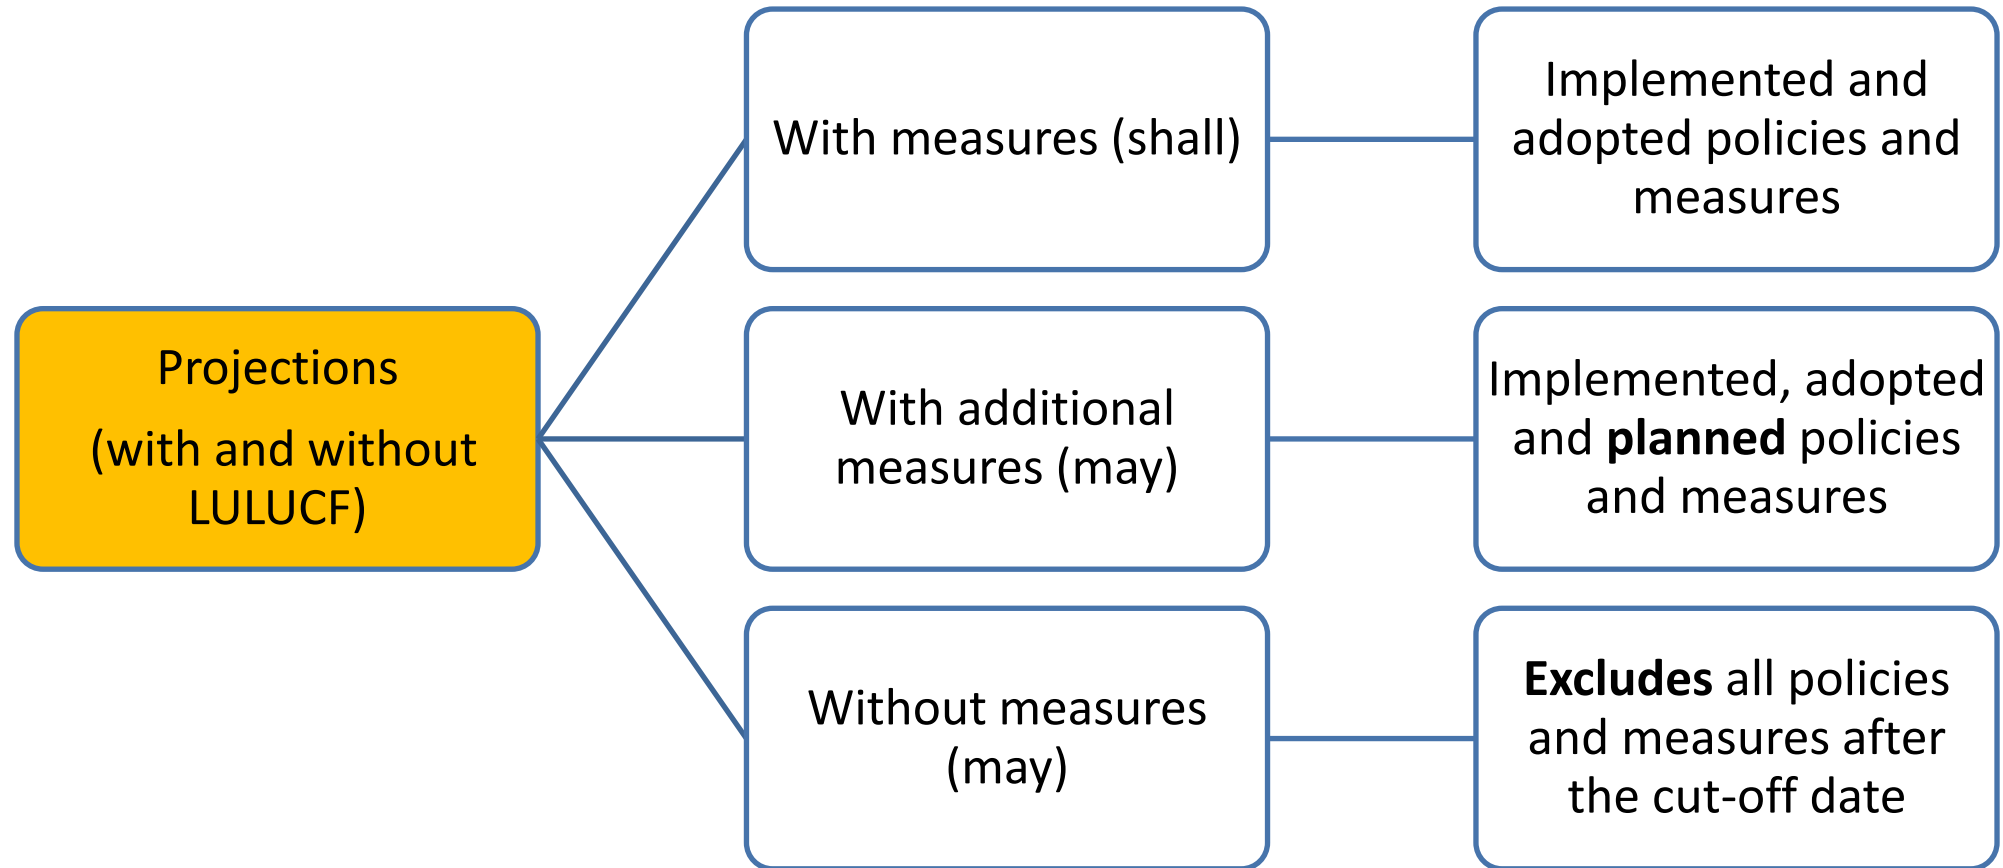 Projections
(with and without
LULUCF)
With measures (shall)
Implemented and
adopted policies and
measures
With additional
measures (may)
Implemented, adopted
and planned policies
and measures
Without measures
(may)
Excludes all policies
and measures after
the cut-off date